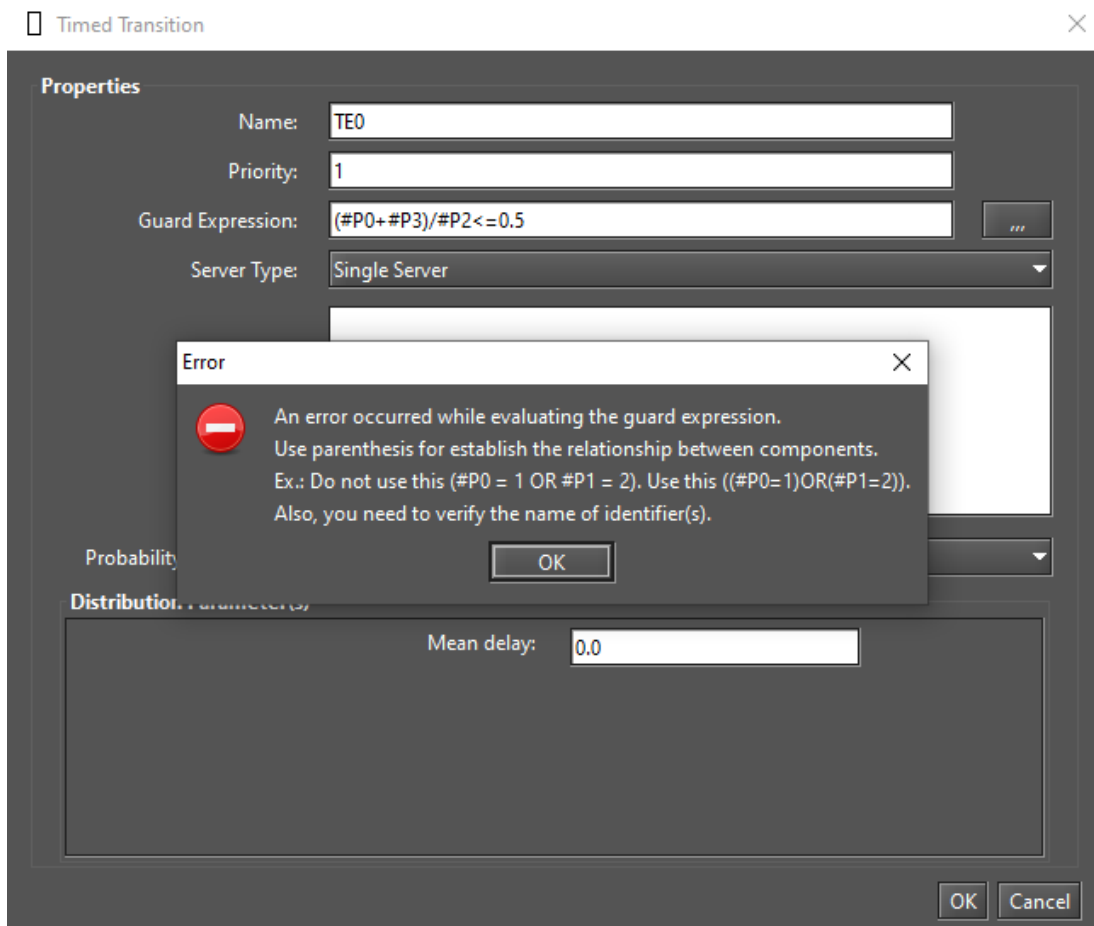 Timed Transition
Properties
Name: TE0
Priority: 1
Guard Expression: (#P0+#P3)/#P2<=0.5 ,,,
Server Type: Single Server
Error
An error occurred while evaluating the guard expression.
Use parenthesis for establish the relationship between components.
Ex.: Do not use this (#P0 = 1 OR #P1 = 2). Use this ((#P0=1)OR(#P1=2)).
Also, you need to verify the name of identifier(s).
OK
Probability
Distribution Parameter(s)
Mean delay: 0.0
OK Cancel